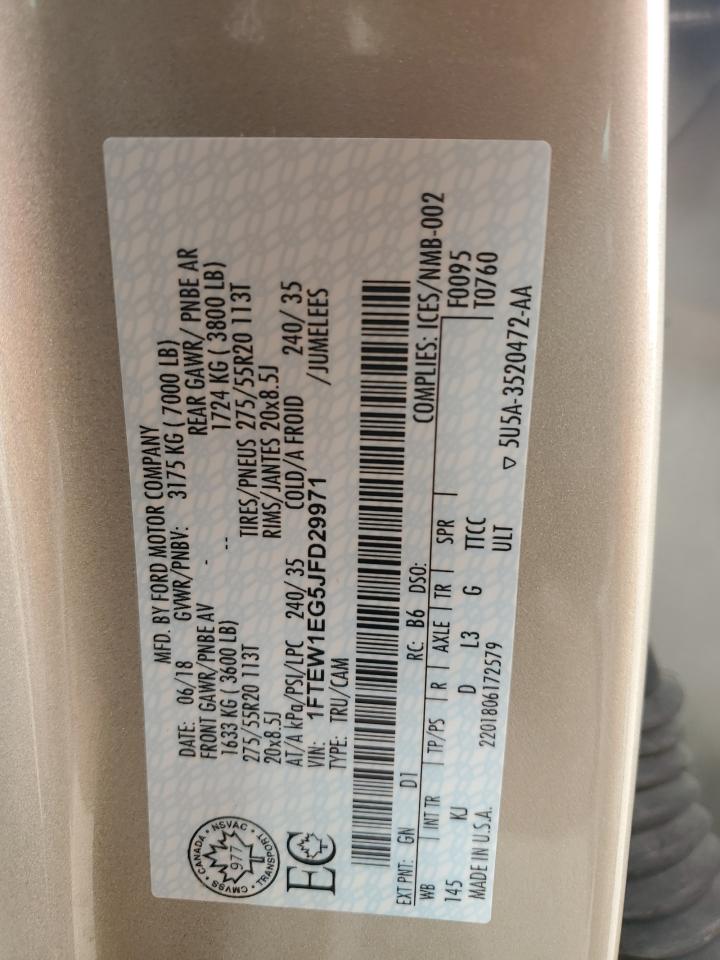 MFD. BY FORD MOTOR COMPANY
DATE: 06/18 GVWR/PNBV: 3175 KG ( 7000 LB)
FRONT GAWR/PNBE AV - REAR GAWR/ PNBE AR
1633 KG ( 3600 LB) -- 1724 KG ( 3800 LB)
275/55R20 113T TIRES/PNEUS 275/55R20 113T
20x8.5J RIMS/JANTES 20x8.5J
AT/A kPa/PSI/LPC 240/ 35 COLD/A FROID 240/ 35
VIN: 1FTEW1EG5JFD29971 /JUMELEES
TYPE: TRU/CAM
CANADA • NSVAC • TRANSPORT • CMVSS •
977
EC
COMPLIES: ICES/NMB-002
EXT PNT: GN D1 RC: B6 DSO: F0095
WB | INT TR | TP/PS | R | AXLE | TR | SPR | T0760
145 KJ D L3 G TTCC
ULT
MADE IN U.S.A. 2201806172579 ▽ 5U5A-3520472-AA